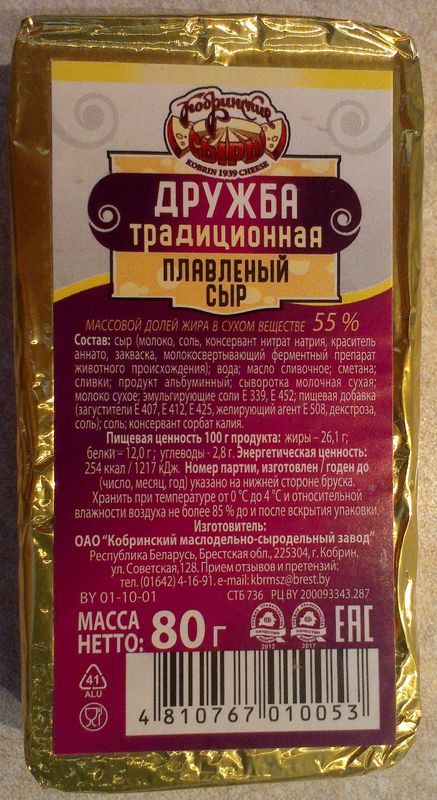 Кобринские
СЫРЫ
KOBRIN 1939 CHEESE
ДРУЖБА
традиционная
ПЛАВЛЕНЫЙ
СЫР
МАССОВОЙ ДОЛЕЙ ЖИРА В СУХОМ ВЕЩЕСТВЕ 55 %
Состав: сыр (молоко, соль, консервант нитрат натрия, краситель
аннато, закваска, молокосвертывающий ферментный препарат
животного происхождения); вода; масло сливочное; сметана;
сливки; продукт альбуминный; сыворотка молочная сухая;
молоко сухое; эмульгирующие соли Е 339, Е 452; пищевая добавка
(загустители Е 407, Е 412, Е 425, желирующий агент Е 508, декстроза,
соль); соль; консервант сорбат калия.
Пищевая ценность 100 г продукта: жиры – 26,1 г;
белки – 12,0 г; углеводы - 2,8 г. Энергетическая ценность:
254 ккал / 1217 кДж. Номер партии, изготовлен / годен до
(число, месяц, год) указано на нижней стороне бруска.
Хранить при температуре от 0 °С до 4 °С и относительной
влажности воздуха не более 85 % до и после вскрытия упаковки.
Изготовитель:
ОАО "Кобринский маслодельно-сыродельный завод"
Республика Беларусь, Брестская обл., 225304, г. Кобрин,
ул. Советская,128. Прием отзывов и претензий:
тел. (01642) 4-16-91. e-mail: kbrmsz@brest.by
BY 01-10-01 СТБ 736 РЦ BY 200093343.287
МАССА
НЕТТО: 80 г
КАЧЕСТВА 2012
КАЧЕСТВА 2017
EAC
41
ALU
4 810767 010053